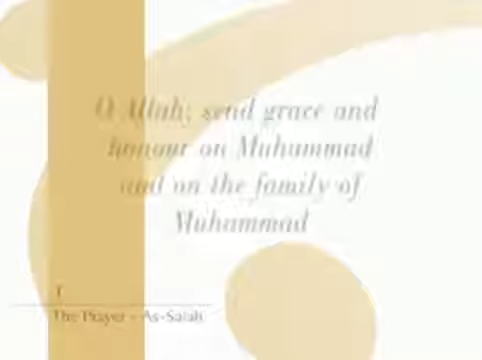 O Allah; send grace and
honour on Muhammad
and on the family of
Muhammad
The Prayer - As-Salah